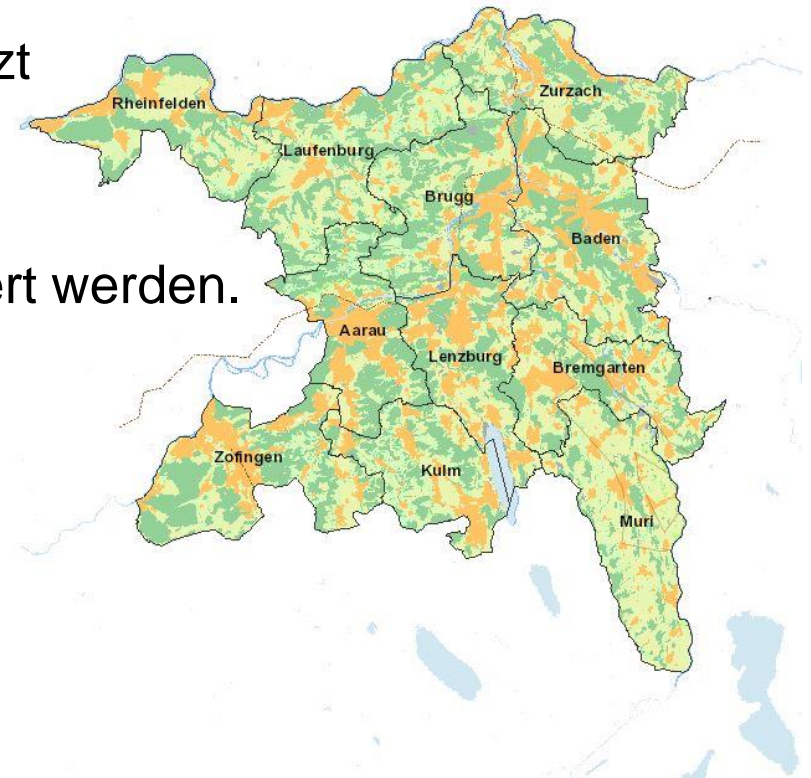 zt
Rheinfelden
Zurzach
Laufenburg
Brugg
Baden
ert werden.
Aarau
Lenzburg
Bremgarten
Zofingen
Kulm
Muri